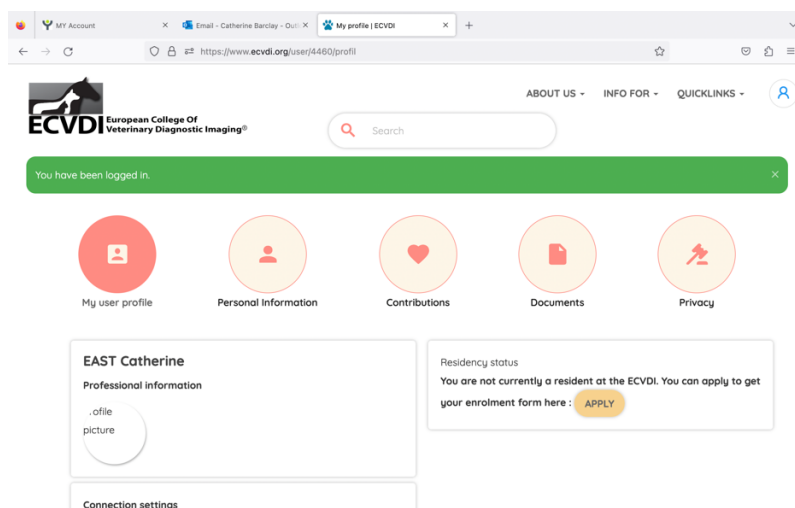 MY Account
Email - Catherine Barclay - Outl
My profile | ECVDI
https://www.ecvdi.org/user/4460/profil
ABOUT US
INFO FOR
QUICKLINKS
ECVDI
European College Of
Veterinary Diagnostic Imaging®
Search
You have been logged in.
My user profile
Personal Information
Contributions
Documents
Privacy
EAST Catherine
Professional information
.ofile
picture
Residency status
You are not currently a resident at the ECVDI. You can apply to get
your enrolment form here : APPLY
Connection settings